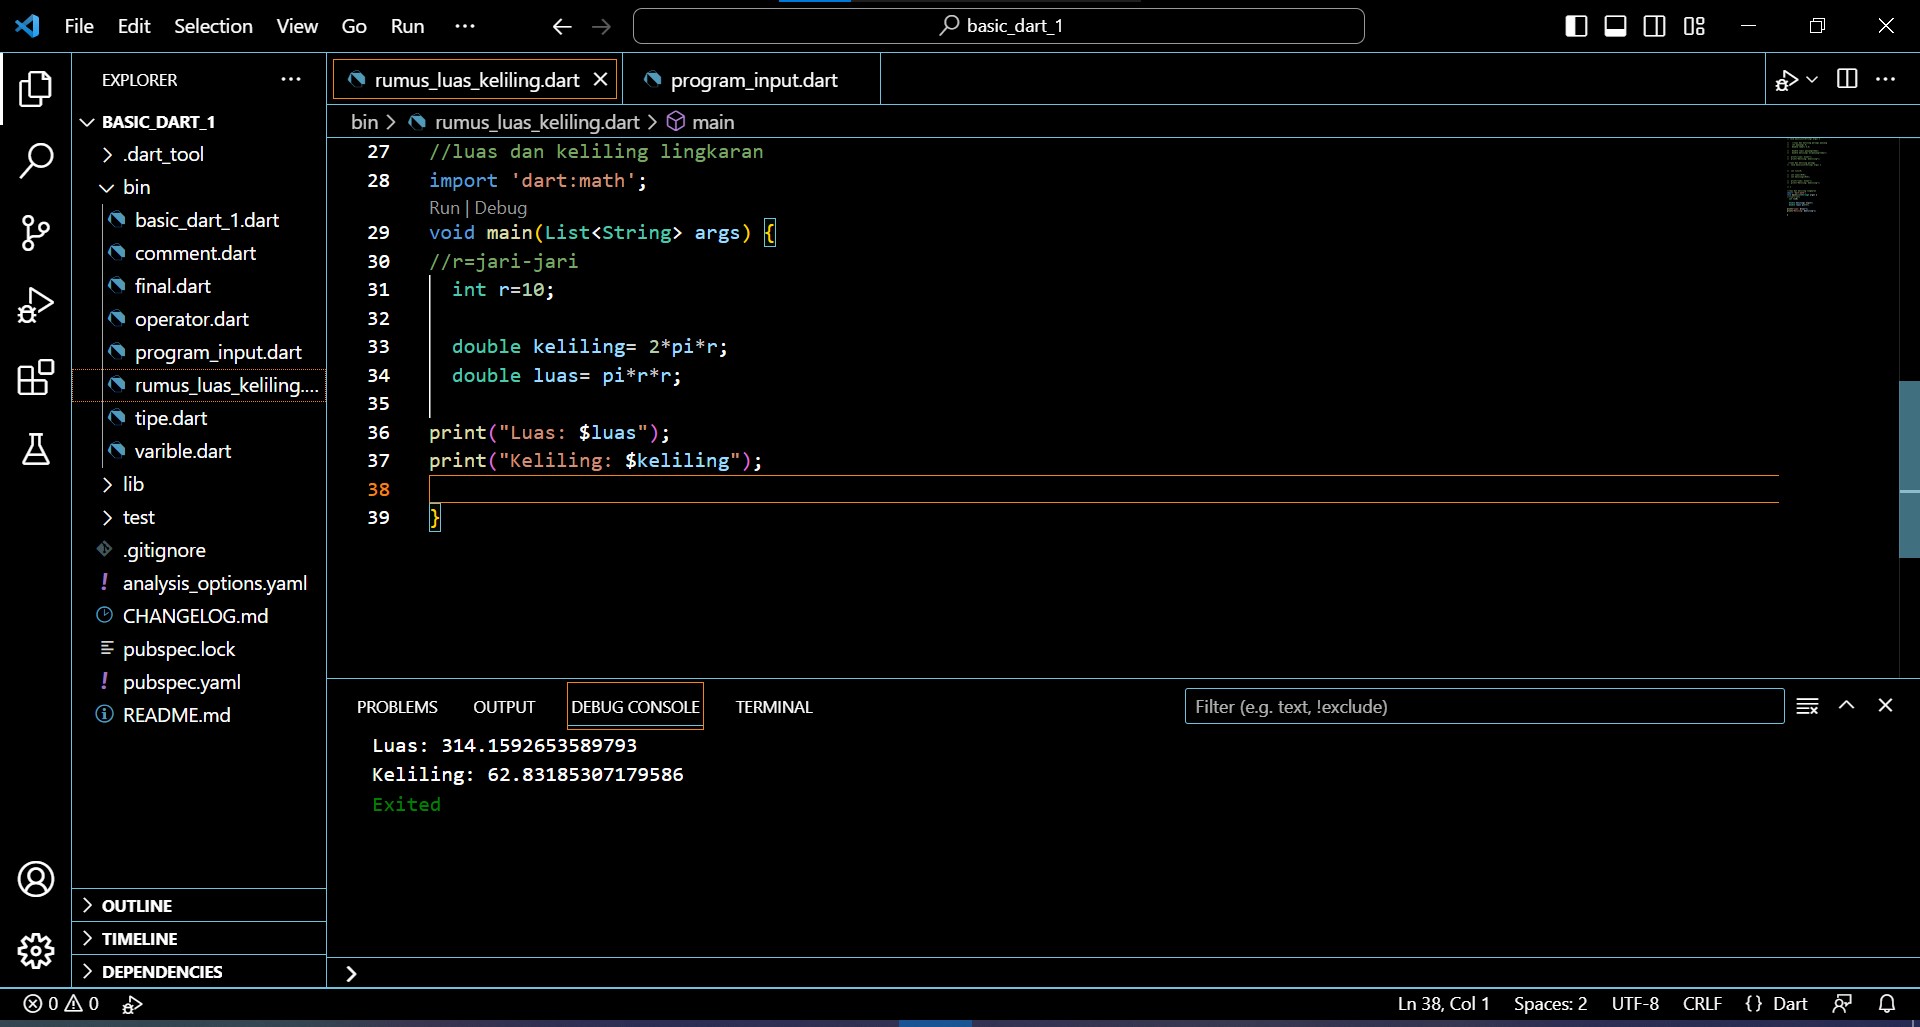 File Edit Selection View Go Run ··· basic_dart_1
EXPLORER ···
BASIC_DART_1
.dart_tool
bin
basic_dart_1.dart
comment.dart
final.dart
operator.dart
program_input.dart
rumus_luas_keliling....
tipe.dart
varible.dart
lib
test
.gitignore
analysis_options.yaml
CHANGELOG.md
pubspec.lock
pubspec.yaml
README.md
OUTLINE
TIMELINE
DEPENDENCIES
rumus_luas_keliling.dart program_input.dart
bin > rumus_luas_keliling.dart > main
27 //luas dan keliling lingkaran
28 import 'dart:math';
Run | Debug
29 void main(List<String> args) {
30 //r=jari-jari
31 int r=10;
32
33 double keliling= 2*pi*r;
34 double luas= pi*r*r;
35
36 print("Luas: $luas");
37 print("Keliling: $keliling");
38
39 }
PROBLEMS OUTPUT DEBUG CONSOLE TERMINAL Filter (e.g. text, !exclude)
Luas: 314.1592653589793
Keliling: 62.83185307179586
Exited
>
0 0 Ln 38, Col 1 Spaces: 2 UTF-8 CRLF {} Dart